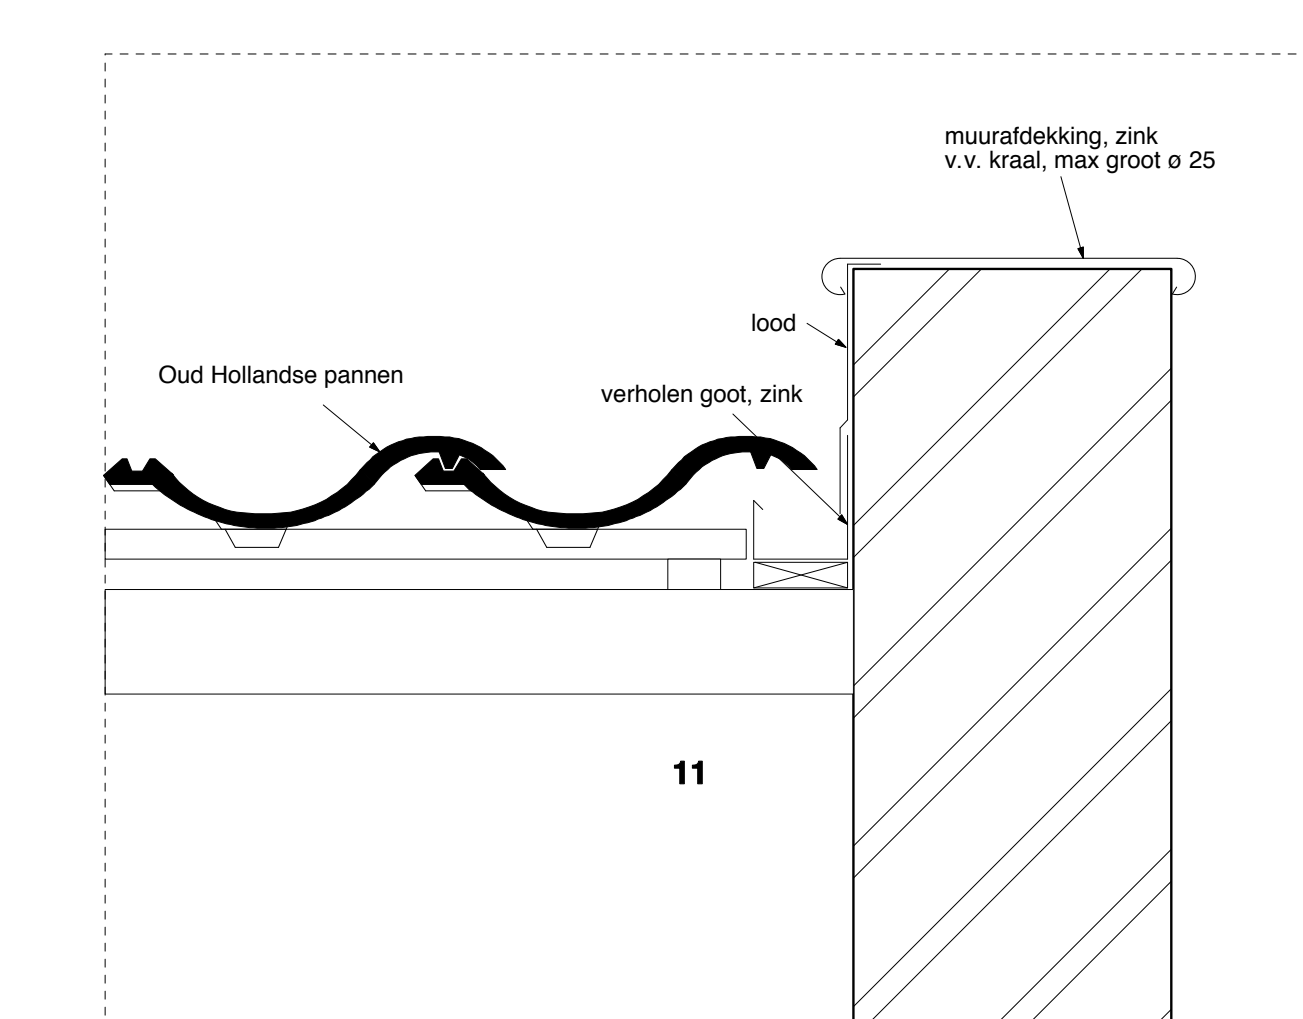 muurafdekking, zink
v.v. kraal, max groot ø 25
lood
Oud Hollandse pannen
verholen goot, zink
11